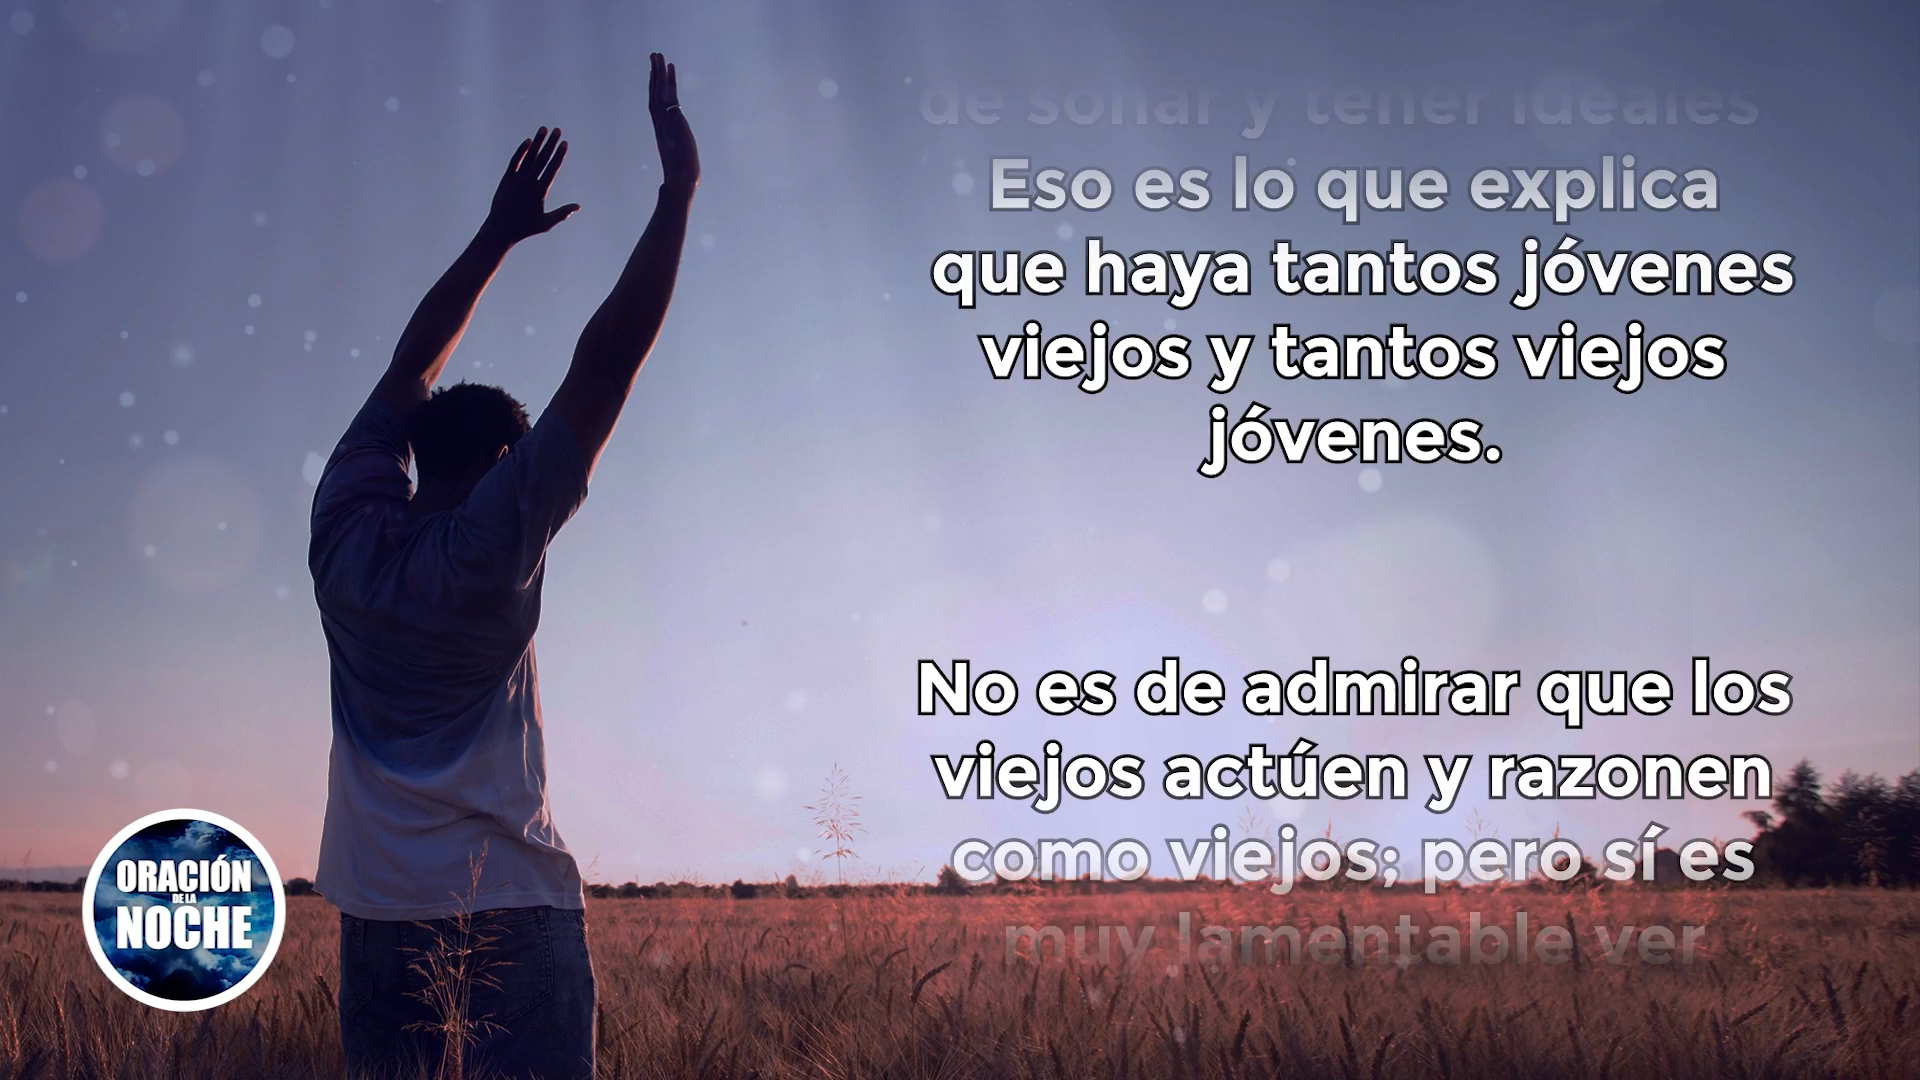 de soñar y tener ideales
Eso es lo que explica
que haya tantos jóvenes
viejos y tantos viejos
jóvenes.
No es de admirar que los
viejos actúen y razonen
como viejos; pero sí es
muy lamentable ver
ORACIÓN
DE LA
NOCHE